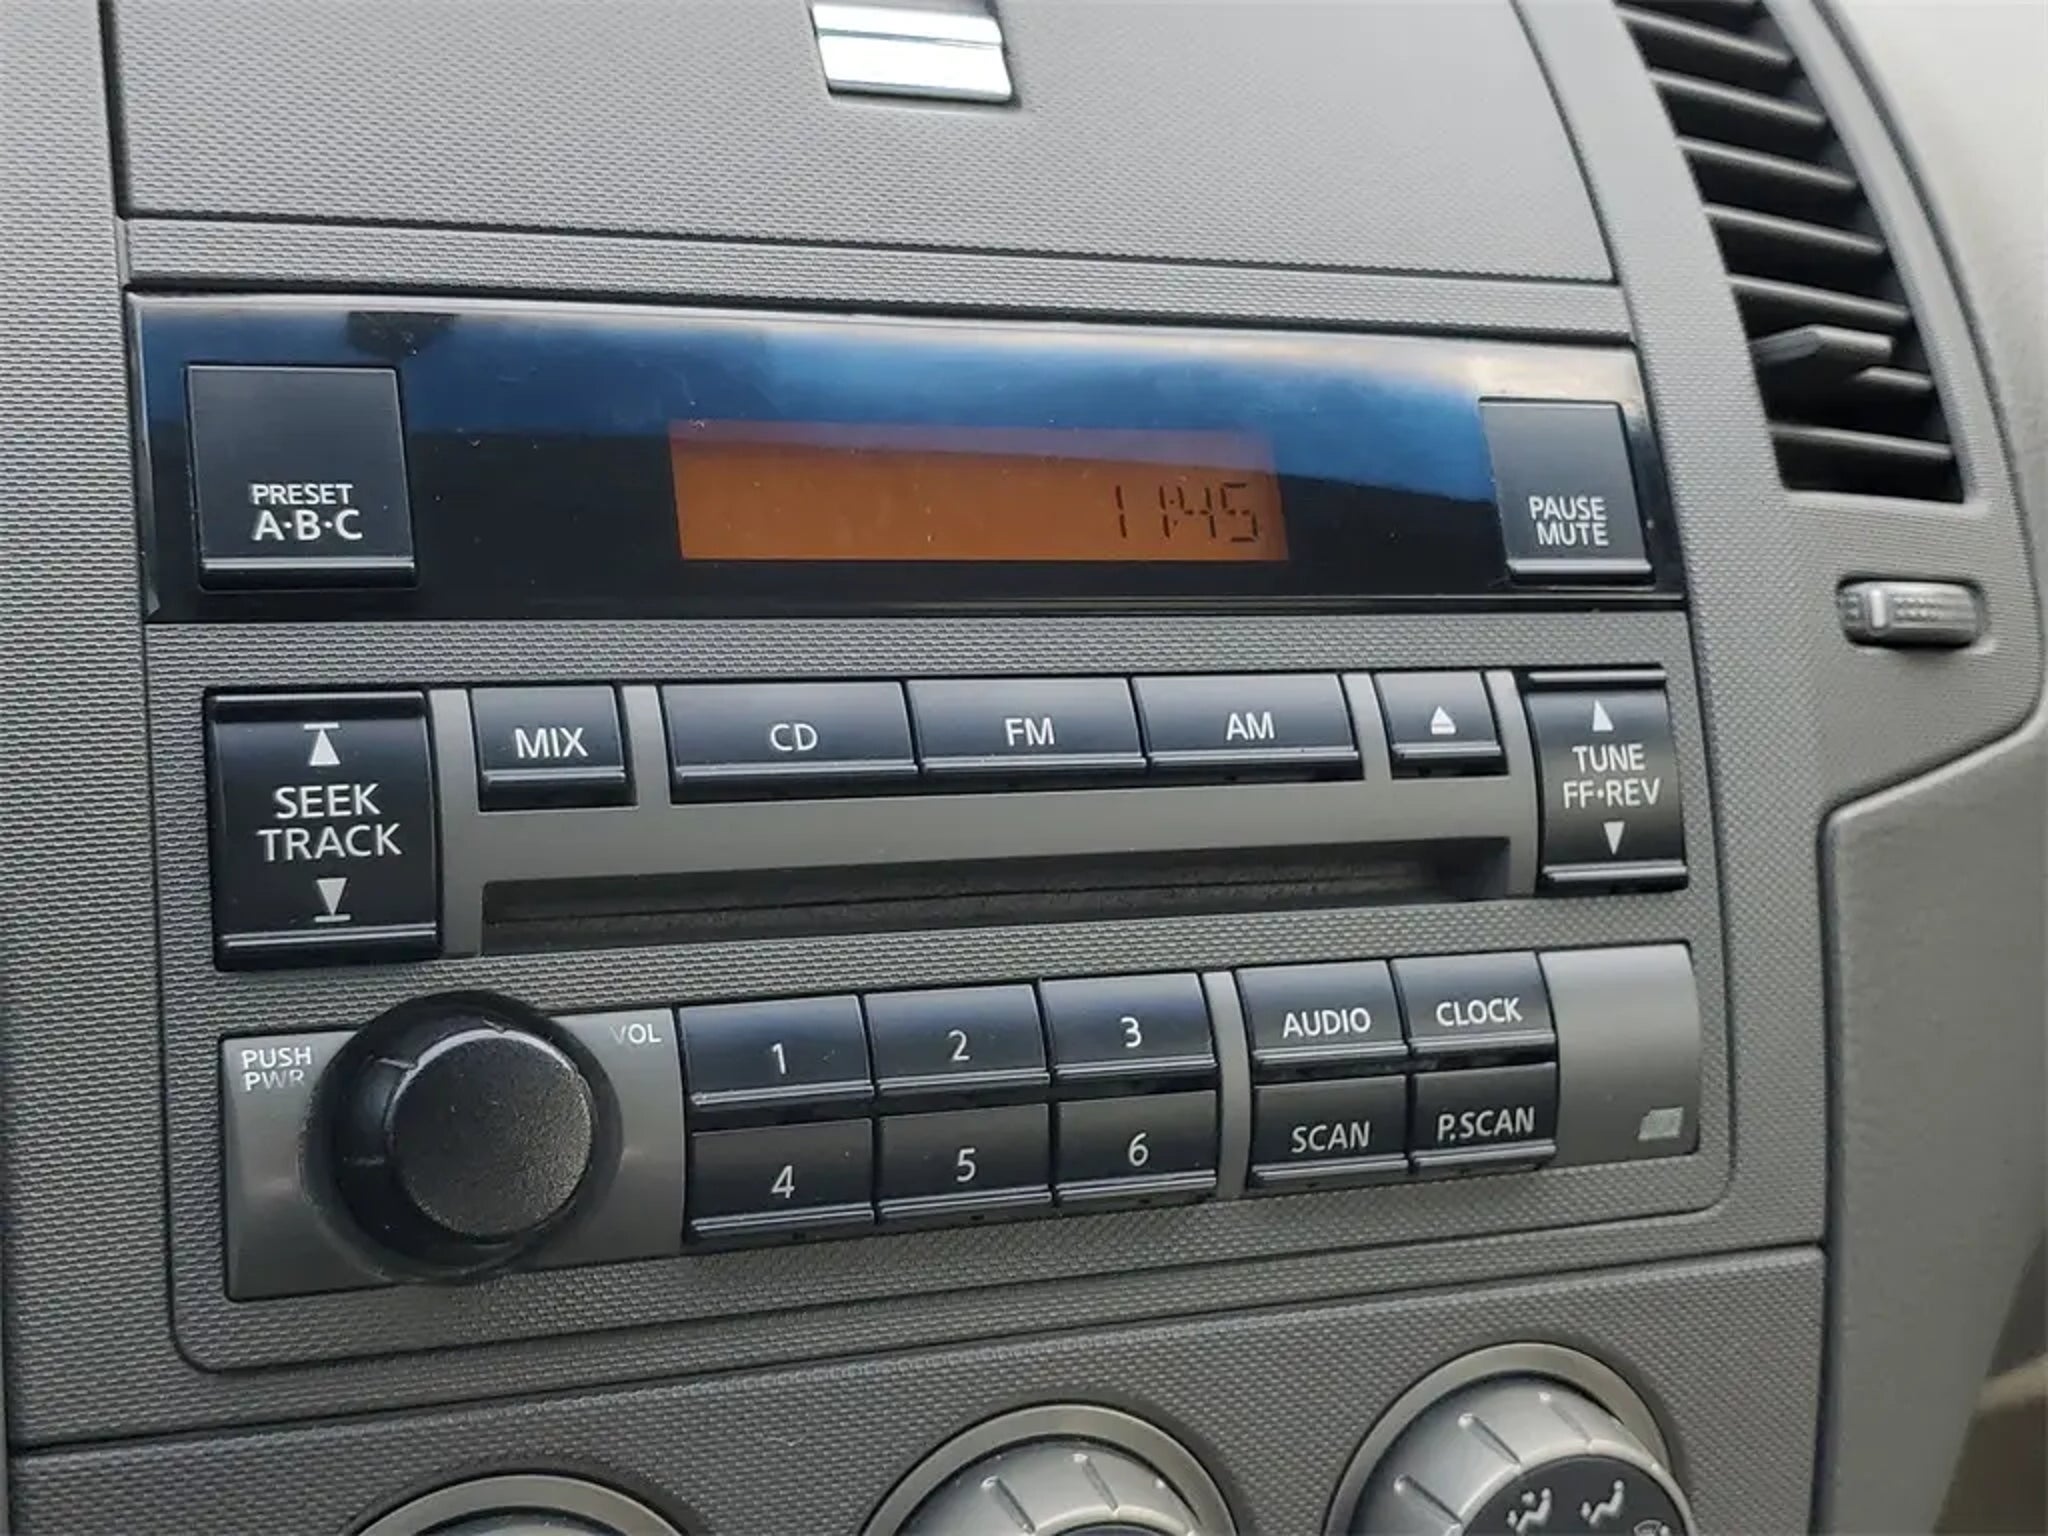 PRESET
A·B·C
11:45
PAUSE
MUTE
SEEK
TRACK
MIX
CD
FM
AM
TUNE
FF·REV
PUSH
PWR
VOL
1
2
3
AUDIO
CLOCK
4
5
6
SCAN
P.SCAN